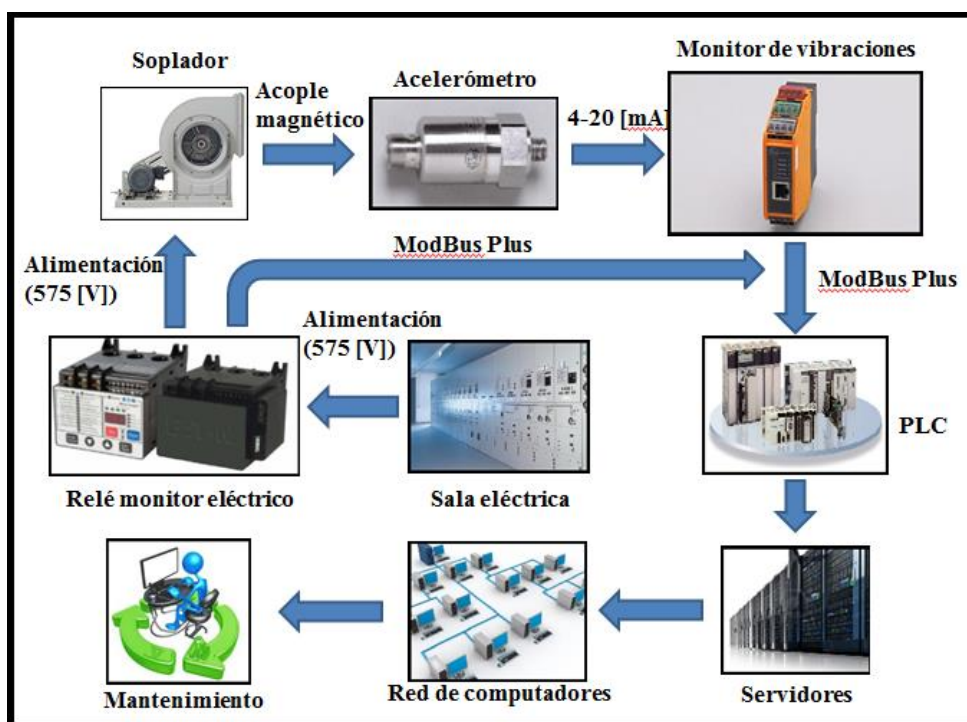 Soplador
Acople
magnético
Acelerómetro
4-20 [mA]
Monitor de vibraciones
ModBus Plus
ModBus Plus
Alimentación
(575 [V])
Alimentación
(575 [V])
PLC
Relé monitor eléctrico
Sala eléctrica
Mantenimiento
Red de computadores
Servidores